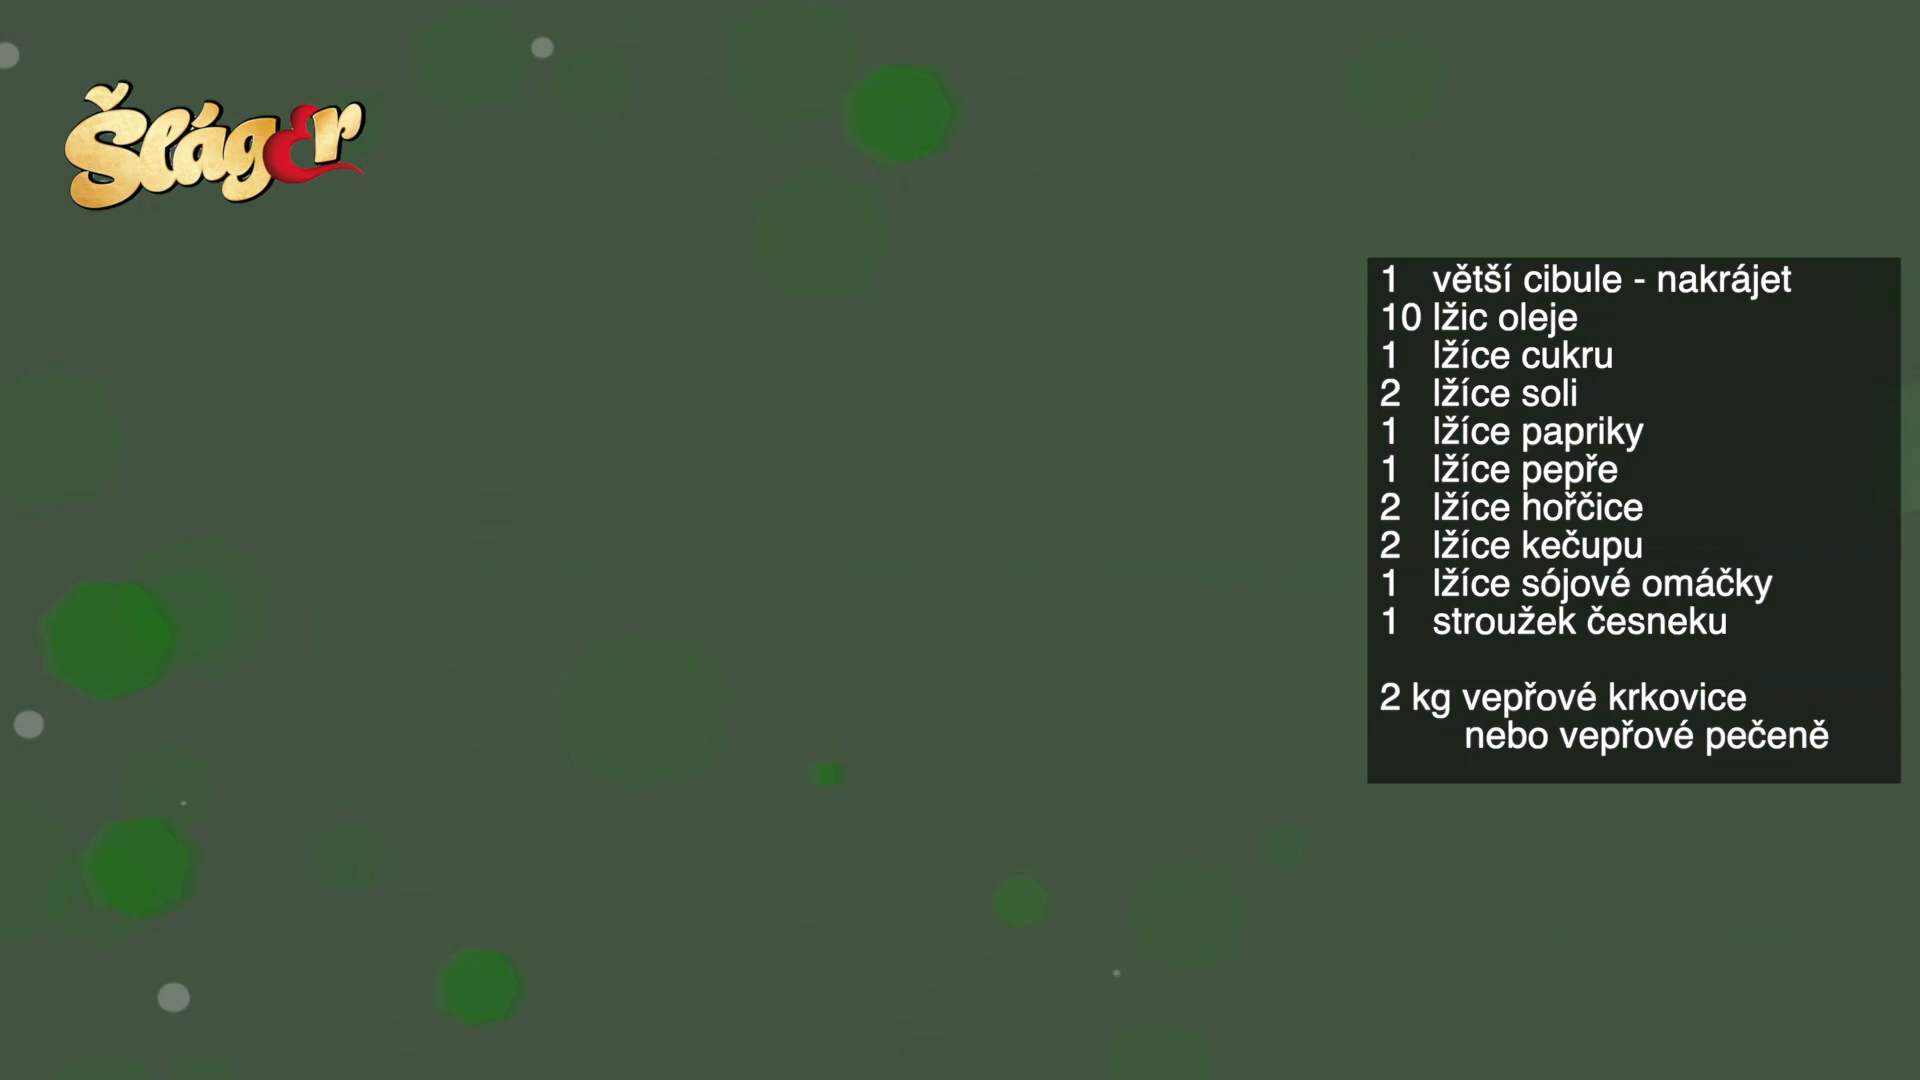 Šláger
1 větší cibule - nakrájet
10 lžic oleje
1 lžíce cukru
2 lžíce soli
1 lžíce papriky
1 lžíce pepře
2 lžíce hořčice
2 lžíce kečupu
1 lžíce sójové omáčky
1 stroužek česneku
2 kg vepřové krkovice
nebo vepřové pečeně